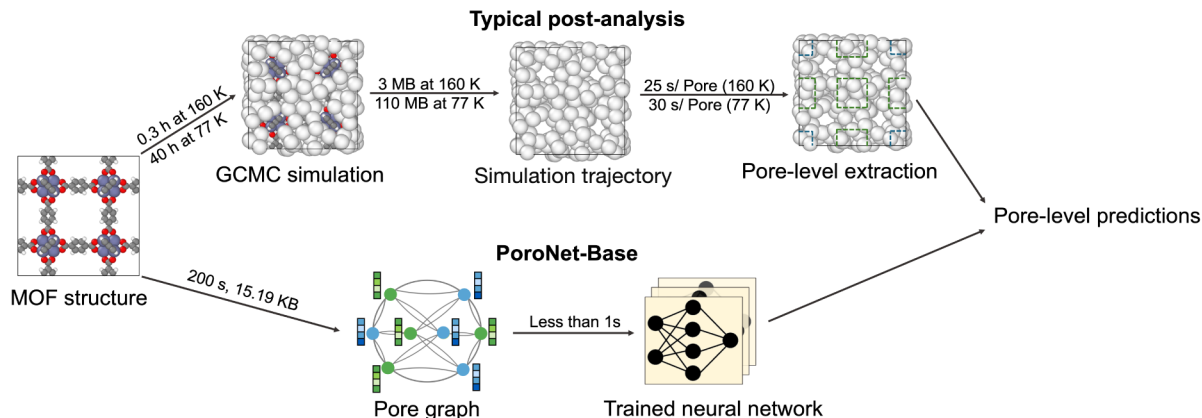 Typical post-analysis
0.3 h at 160 K
40 h at 77 K
3 MB at 160 K
110 MB at 77 K
25 s/ Pore (160 K)
30 s/ Pore (77 K)
GCMC simulation
Simulation trajectory
Pore-level extraction
Pore-level predictions
MOF structure
PoroNet-Base
200 s, 15.19 KB
Less than 1s
Pore graph
Trained neural network